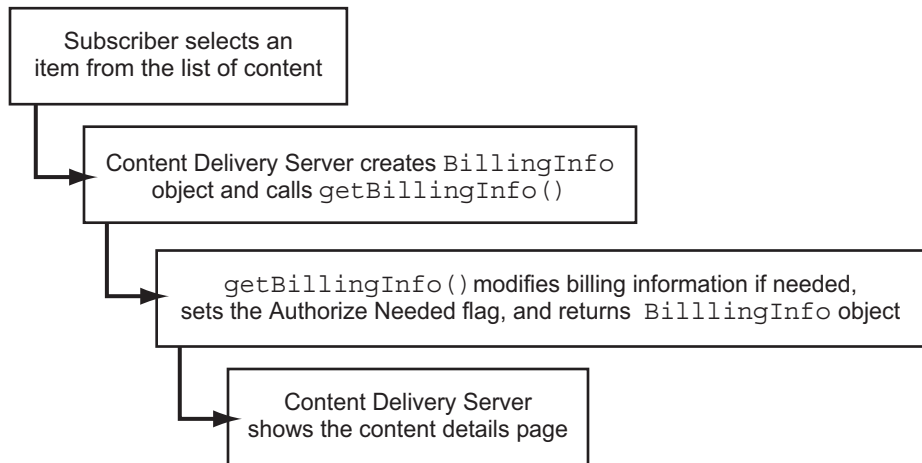 Subscriber selects an
item from the list of content
Content Delivery Server creates BillingInfo
object and calls getBillingInfo()
getBillingInfo() modifies billing information if needed,
sets the Authorize Needed flag, and returns BilllingInfo object
Content Delivery Server
shows the content details page